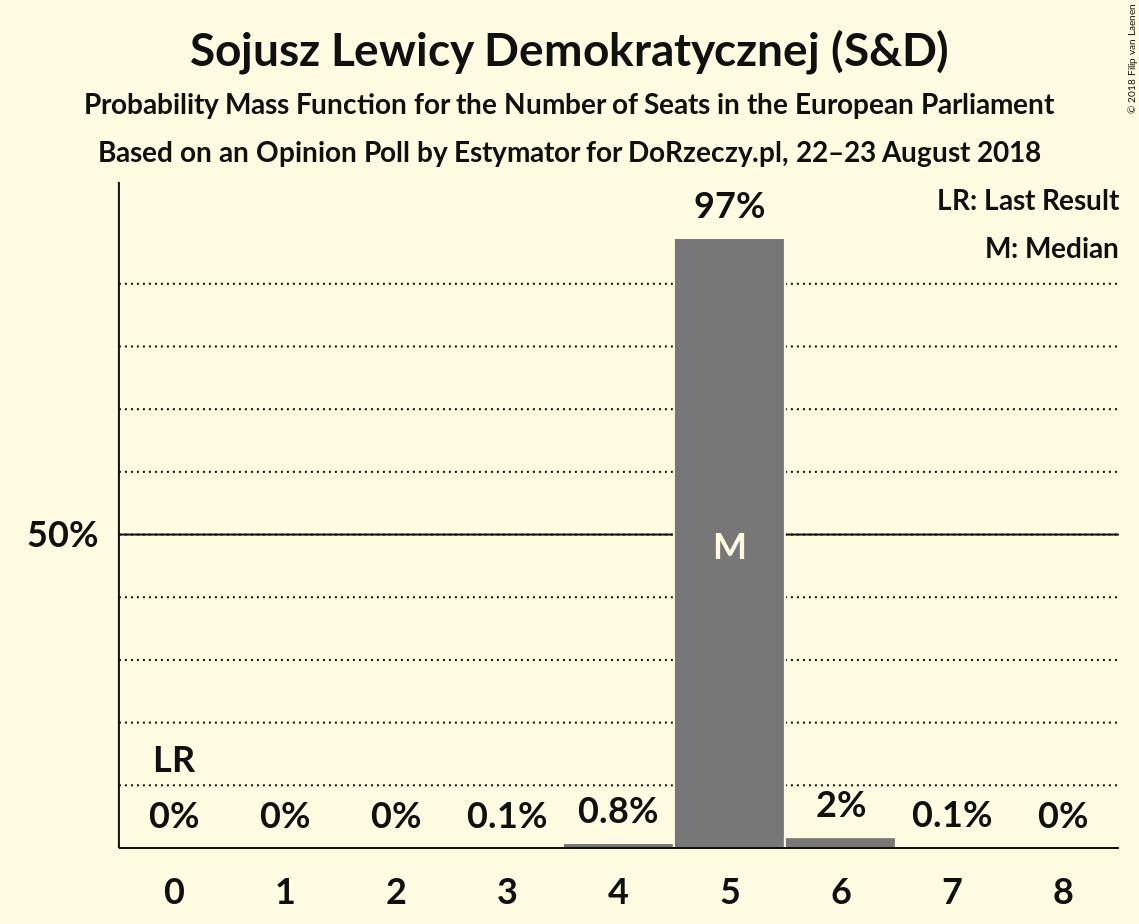 Sojusz Lewicy Demokratycznej (S&D)
Probability Mass Function for the Number of Seats in the European Parliament
Based on an Opinion Poll by Estymator for DoRzeczy.pl, 22–23 August 2018
© 2018 Filip van Laenen
LR: Last Result
M: Median
97%
50%
M
LR
0% 0% 0% 0.1% 0.8% 2% 0.1% 0%
0 1 2 3 4 5 6 7 8